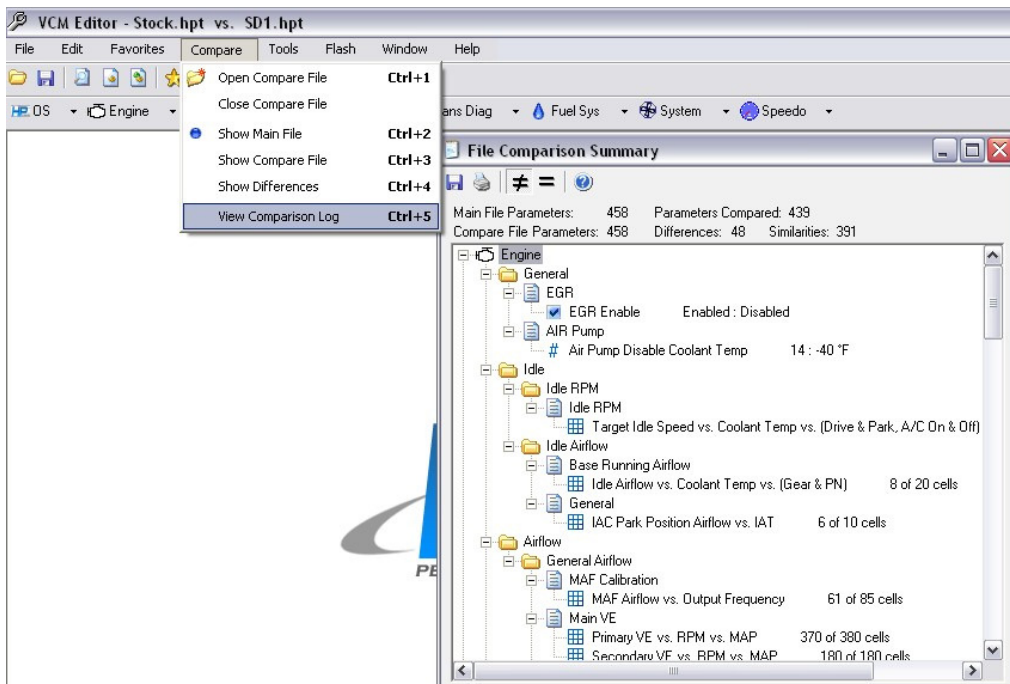 VCM Editor - Stock.hpt vs. SD1.hpt
File Edit Favorites Compare Tools Flash Window Help
Open Compare File Ctrl+1
Close Compare File
Show Main File Ctrl+2
Show Compare File Ctrl+3
Show Differences Ctrl+4
View Comparison Log Ctrl+5
HP OS Engine ans Diag Fuel Sys System Speedo
File Comparison Summary
Main File Parameters: 458 Parameters Compared: 439
Compare File Parameters: 458 Differences: 48 Similarities: 391
Engine
General
EGR
EGR Enable Enabled : Disabled
AIR Pump
# Air Pump Disable Coolant Temp 14 : -40 °F
Idle
Idle RPM
Idle RPM
Target Idle Speed vs. Coolant Temp vs. (Drive & Park, A/C On & Off)
Idle Airflow
Base Running Airflow
Idle Airflow vs. Coolant Temp vs. (Gear & PN) 8 of 20 cells
General
IAC Park Position Airflow vs. IAT 6 of 10 cells
Airflow
General Airflow
MAF Calibration
MAF Airflow vs. Output Frequency 61 of 85 cells
Main VE
Primary VE vs. RPM vs. MAP 370 of 380 cells
Secondary VE vs. RPM vs. MAP 180 of 180 cells
PE